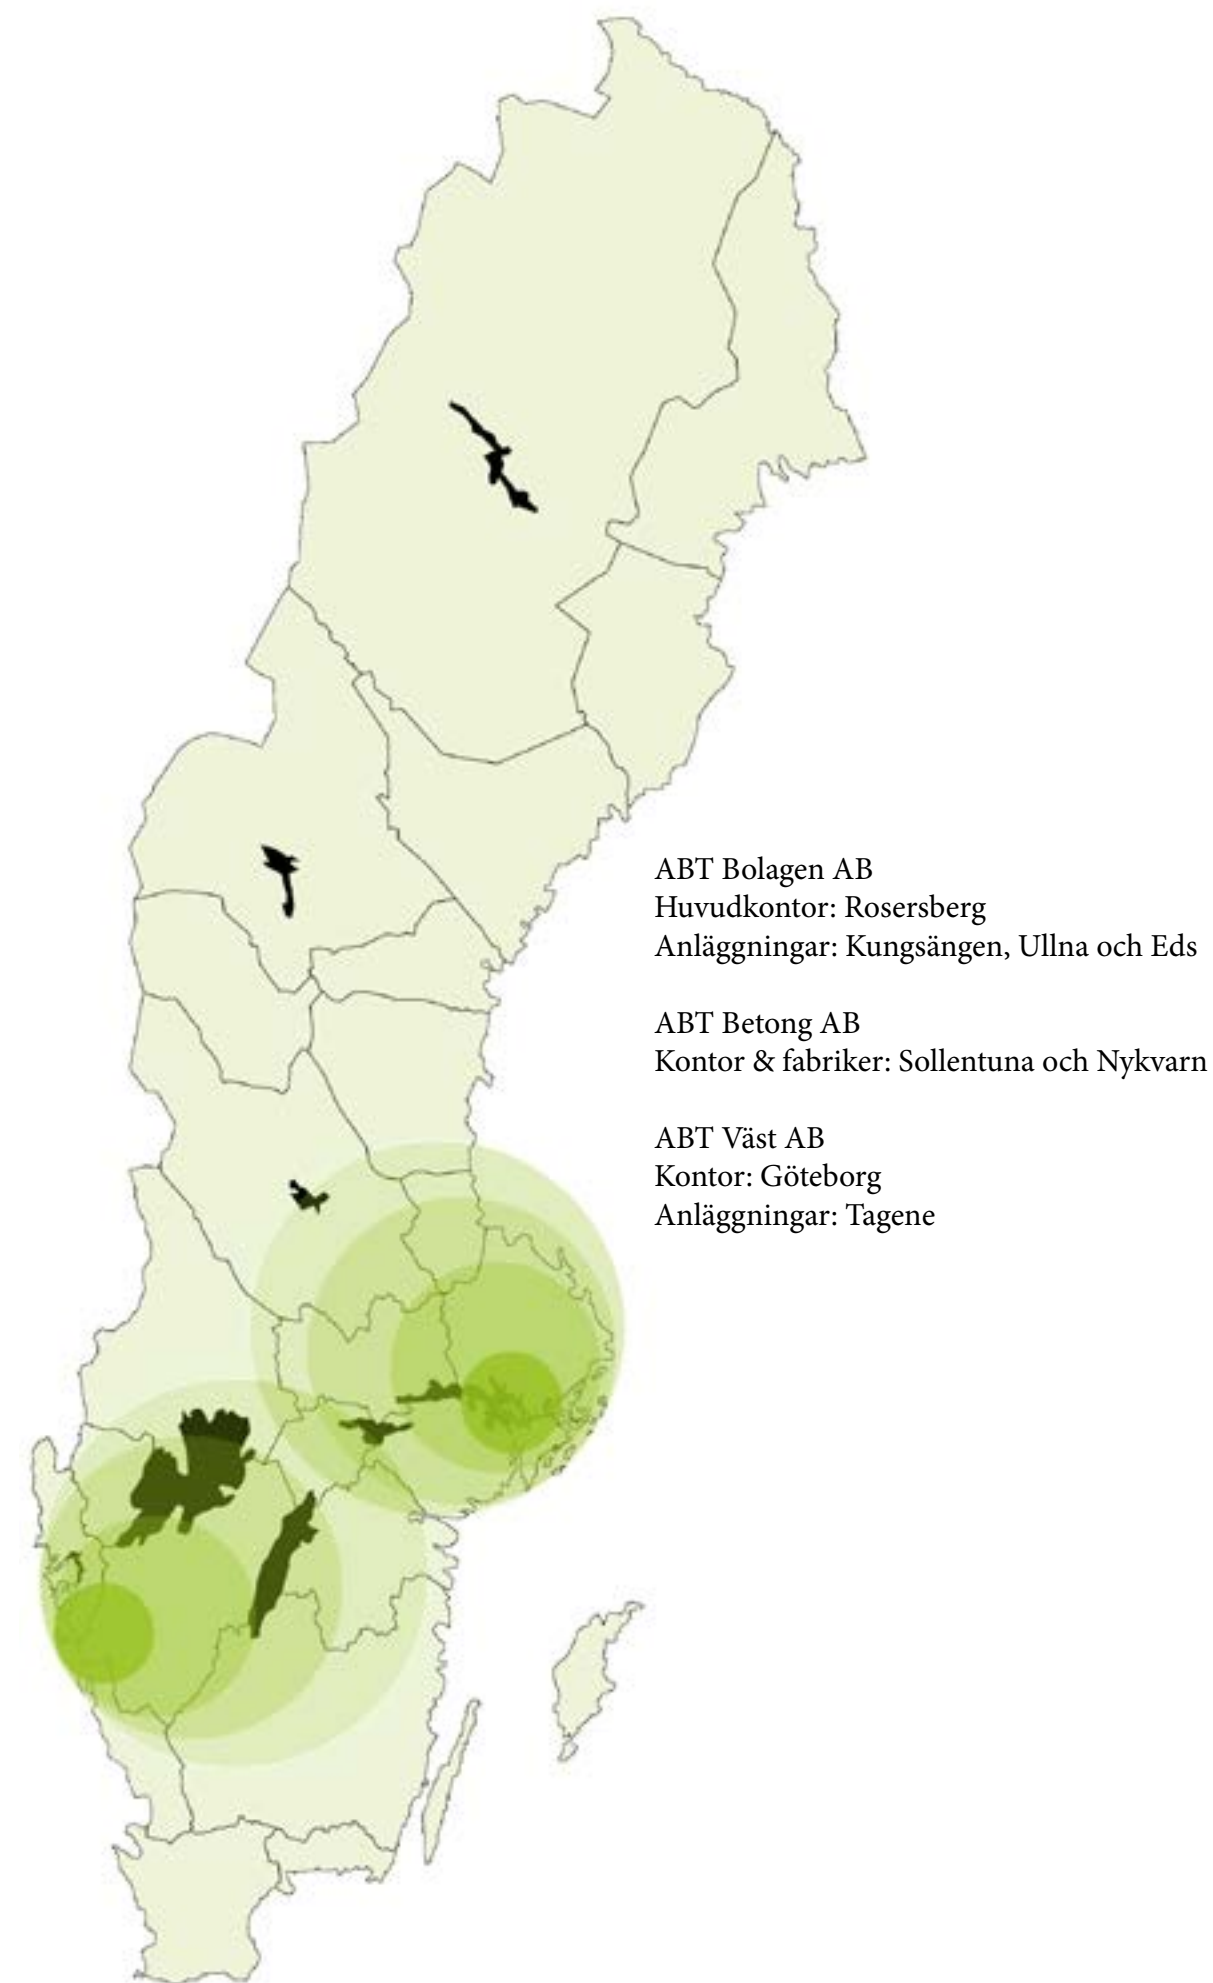 ABT Bolagen AB
Huvudkontor: Rosersberg
Anläggningar: Kungsängen, Ullna och Eds
ABT Betong AB
Kontor & fabriker: Sollentuna och Nykvarn
ABT Väst AB
Kontor: Göteborg
Anläggningar: Tagene